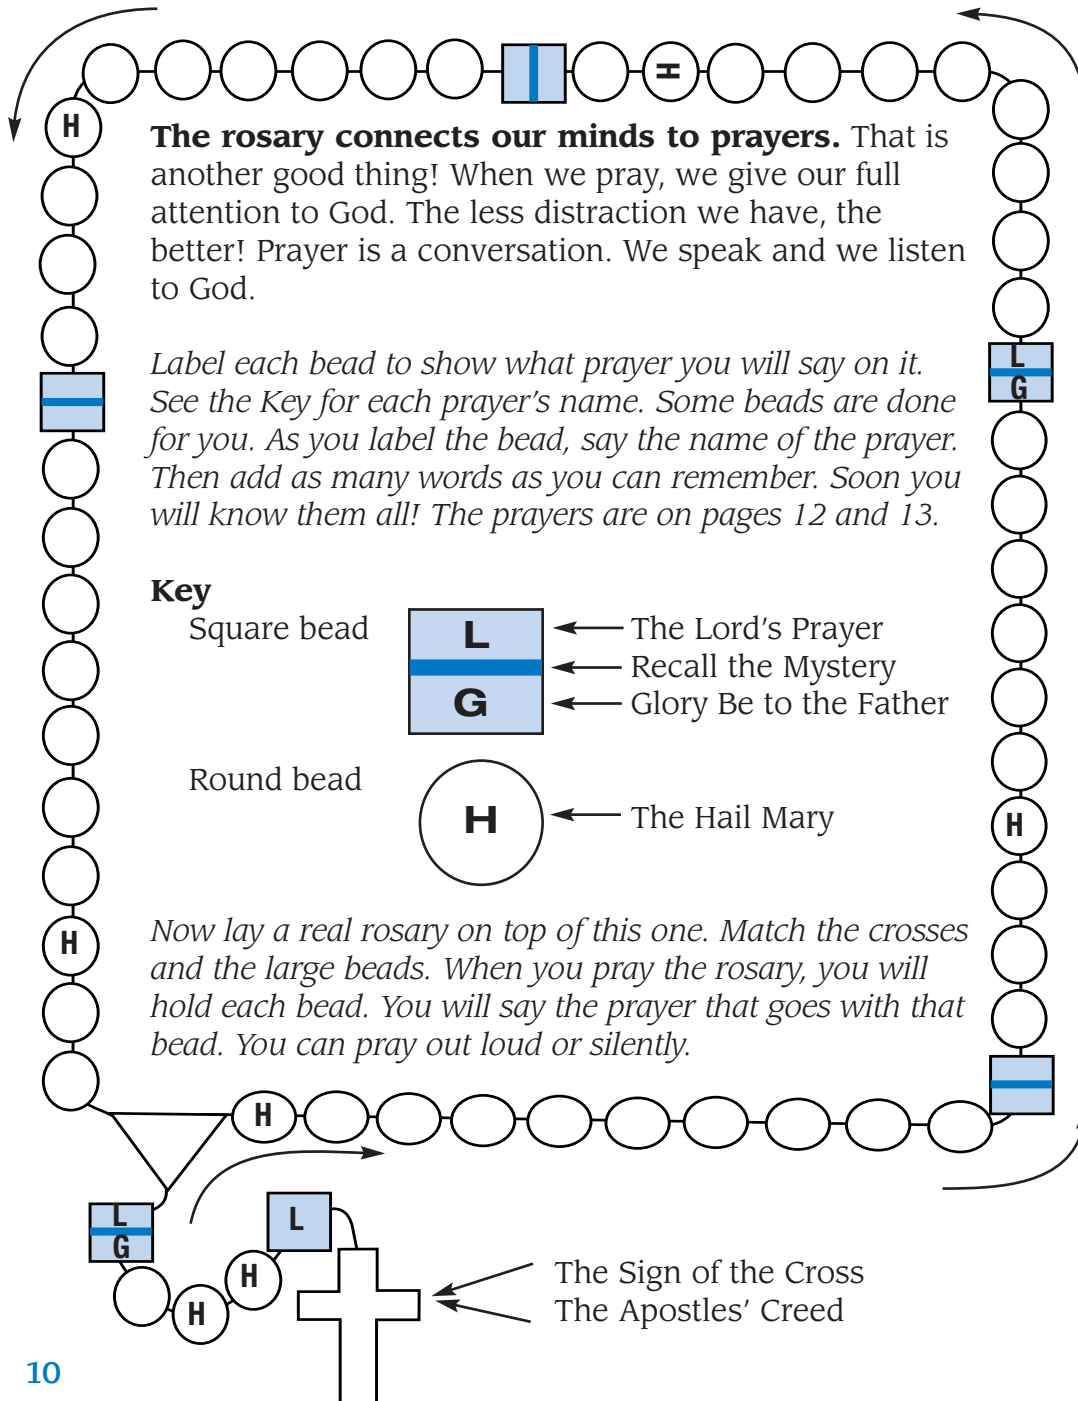 H
H
The rosary connects our minds to prayers. That is
another good thing! When we pray, we give our full
attention to God. The less distraction we have, the
better! Prayer is a conversation. We speak and we listen
to God.
L
G
Label each bead to show what prayer you will say on it.
See the Key for each prayer's name. Some beads are done
for you. As you label the bead, say the name of the prayer.
Then add as many words as you can remember. Soon you
will know them all! The prayers are on pages 12 and 13.
Key
Square bead
L
G
The Lord's Prayer
Recall the Mystery
Glory Be to the Father
Round bead
H
The Hail Mary
H
H
Now lay a real rosary on top of this one. Match the crosses
and the large beads. When you pray the rosary, you will
hold each bead. You will say the prayer that goes with that
bead. You can pray out loud or silently.
H
L
G
L
H
H
The Sign of the Cross
The Apostles' Creed
10